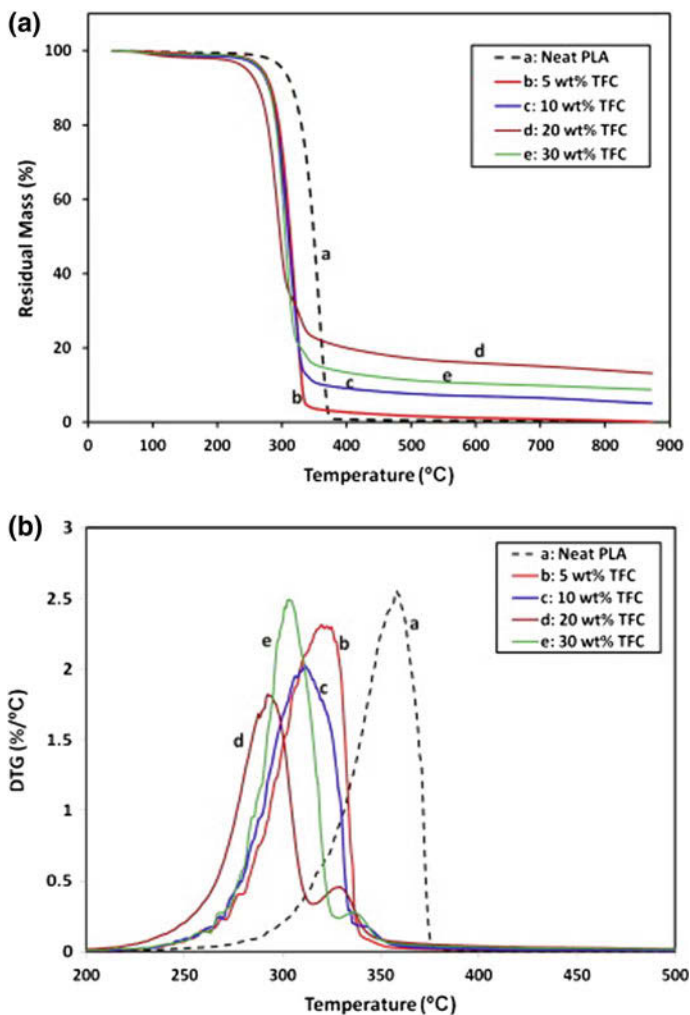 (a)
100
80
60
40
20
0
Residual Mass (%)
a: Neat PLA
b: 5 wt% TFC
c: 10 wt% TFC
d: 20 wt% TFC
e: 30 wt% TFC
a
d
e
c
b
0 100 200 300 400 500 600 700 800 900
Temperature (°C)
(b)
3
2.5
2
1.5
1
0.5
0
DTG (%/°C)
a: Neat PLA
b: 5 wt% TFC
c: 10 wt% TFC
d: 20 wt% TFC
e: 30 wt% TFC
a
e
b
c
d
200 250 300 350 400 450 500
Temperature (°C)